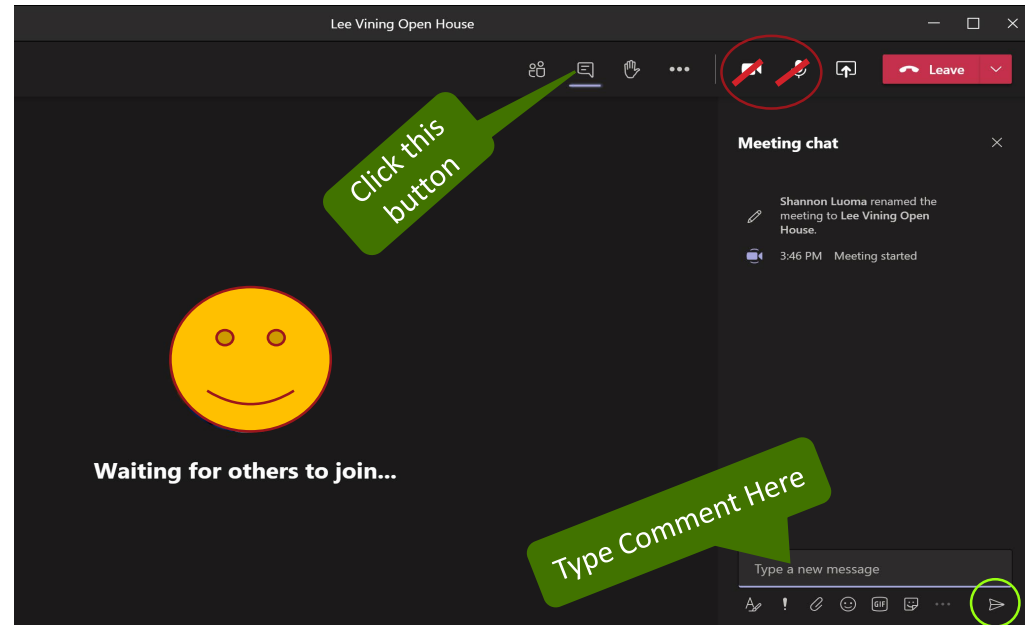 Lee Vining Open House
Leave
Click this
button
Meeting chat
Shannon Luoma renamed the
meeting to Lee Vining Open
House.
3:46 PM Meeting started
Waiting for others to join...
Type Comment Here
Type a new message
GIF